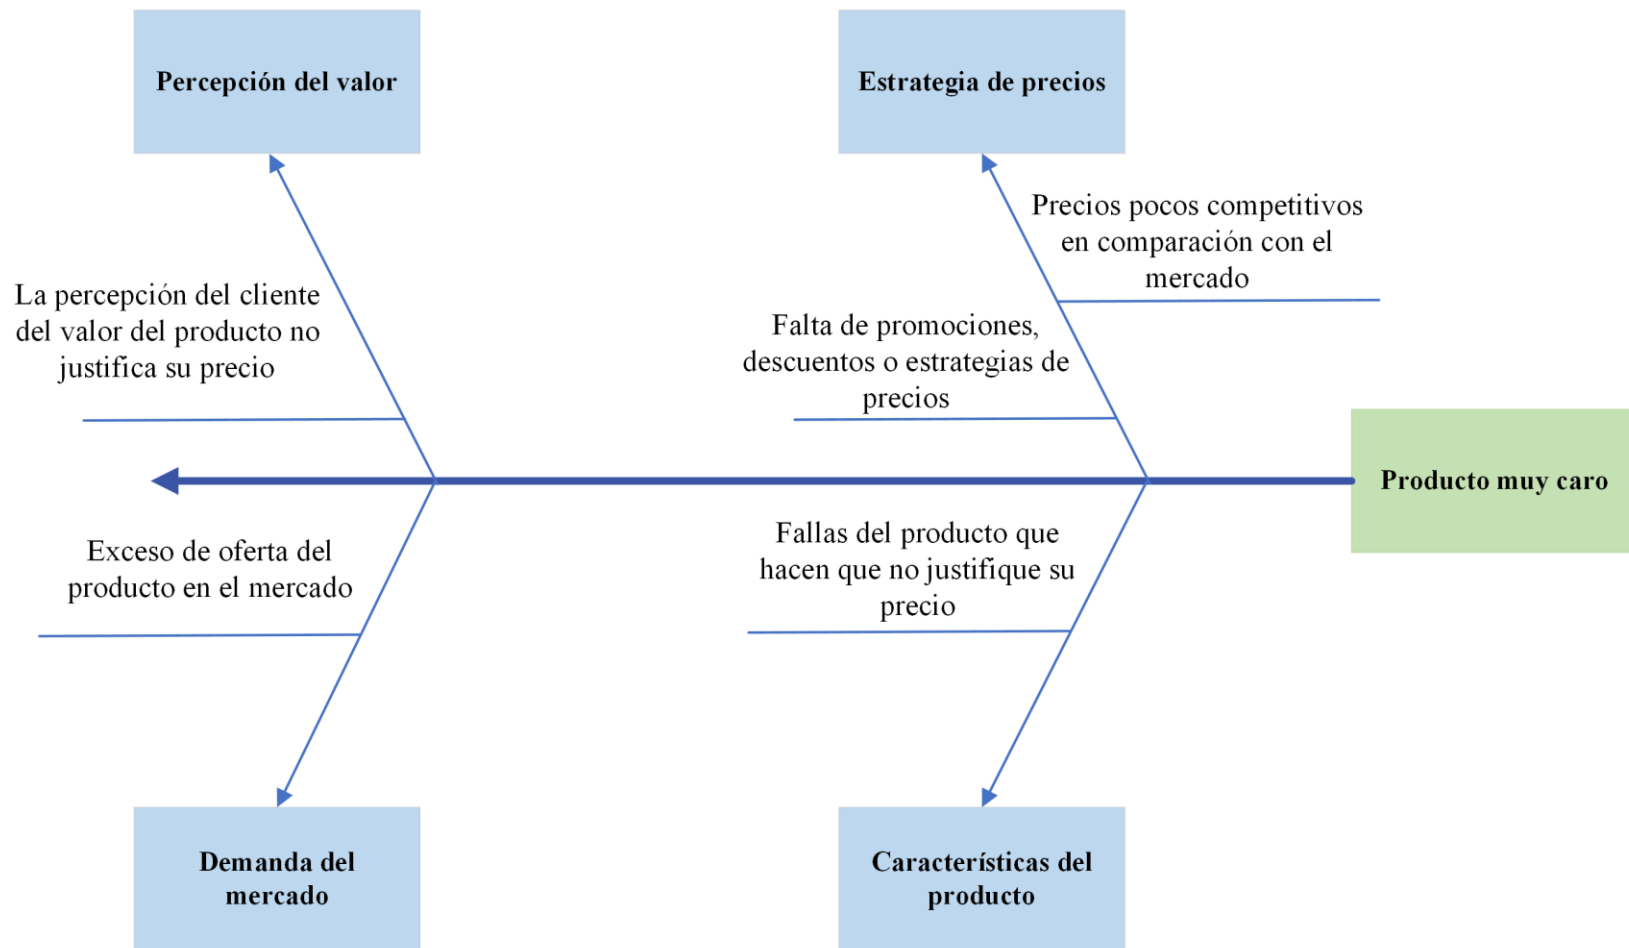 Percepción del valor
Estrategia de precios
Precios pocos competitivos
en comparación con el
mercado
La percepción del cliente
del valor del producto no
justifica su precio
Falta de promociones,
descuentos o estrategias de
precios
Producto muy caro
Exceso de oferta del
producto en el mercado
Fallas del producto que
hacen que no justifique su
precio
Demanda del
mercado
Característicias del
producto